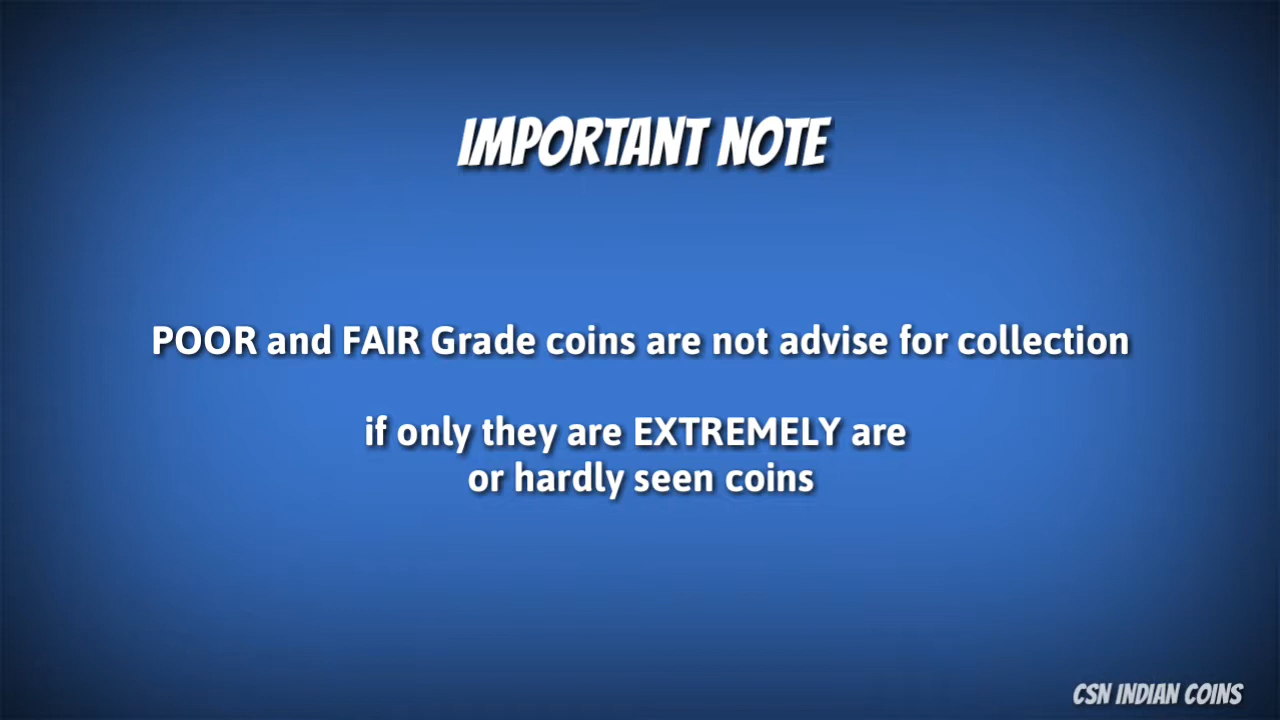 IMPORTANT NOTE
POOR and FAIR Grade coins are not advise for collection
if only they are EXTREMELY are
or hardly seen coins
CSN INDIAN COINS